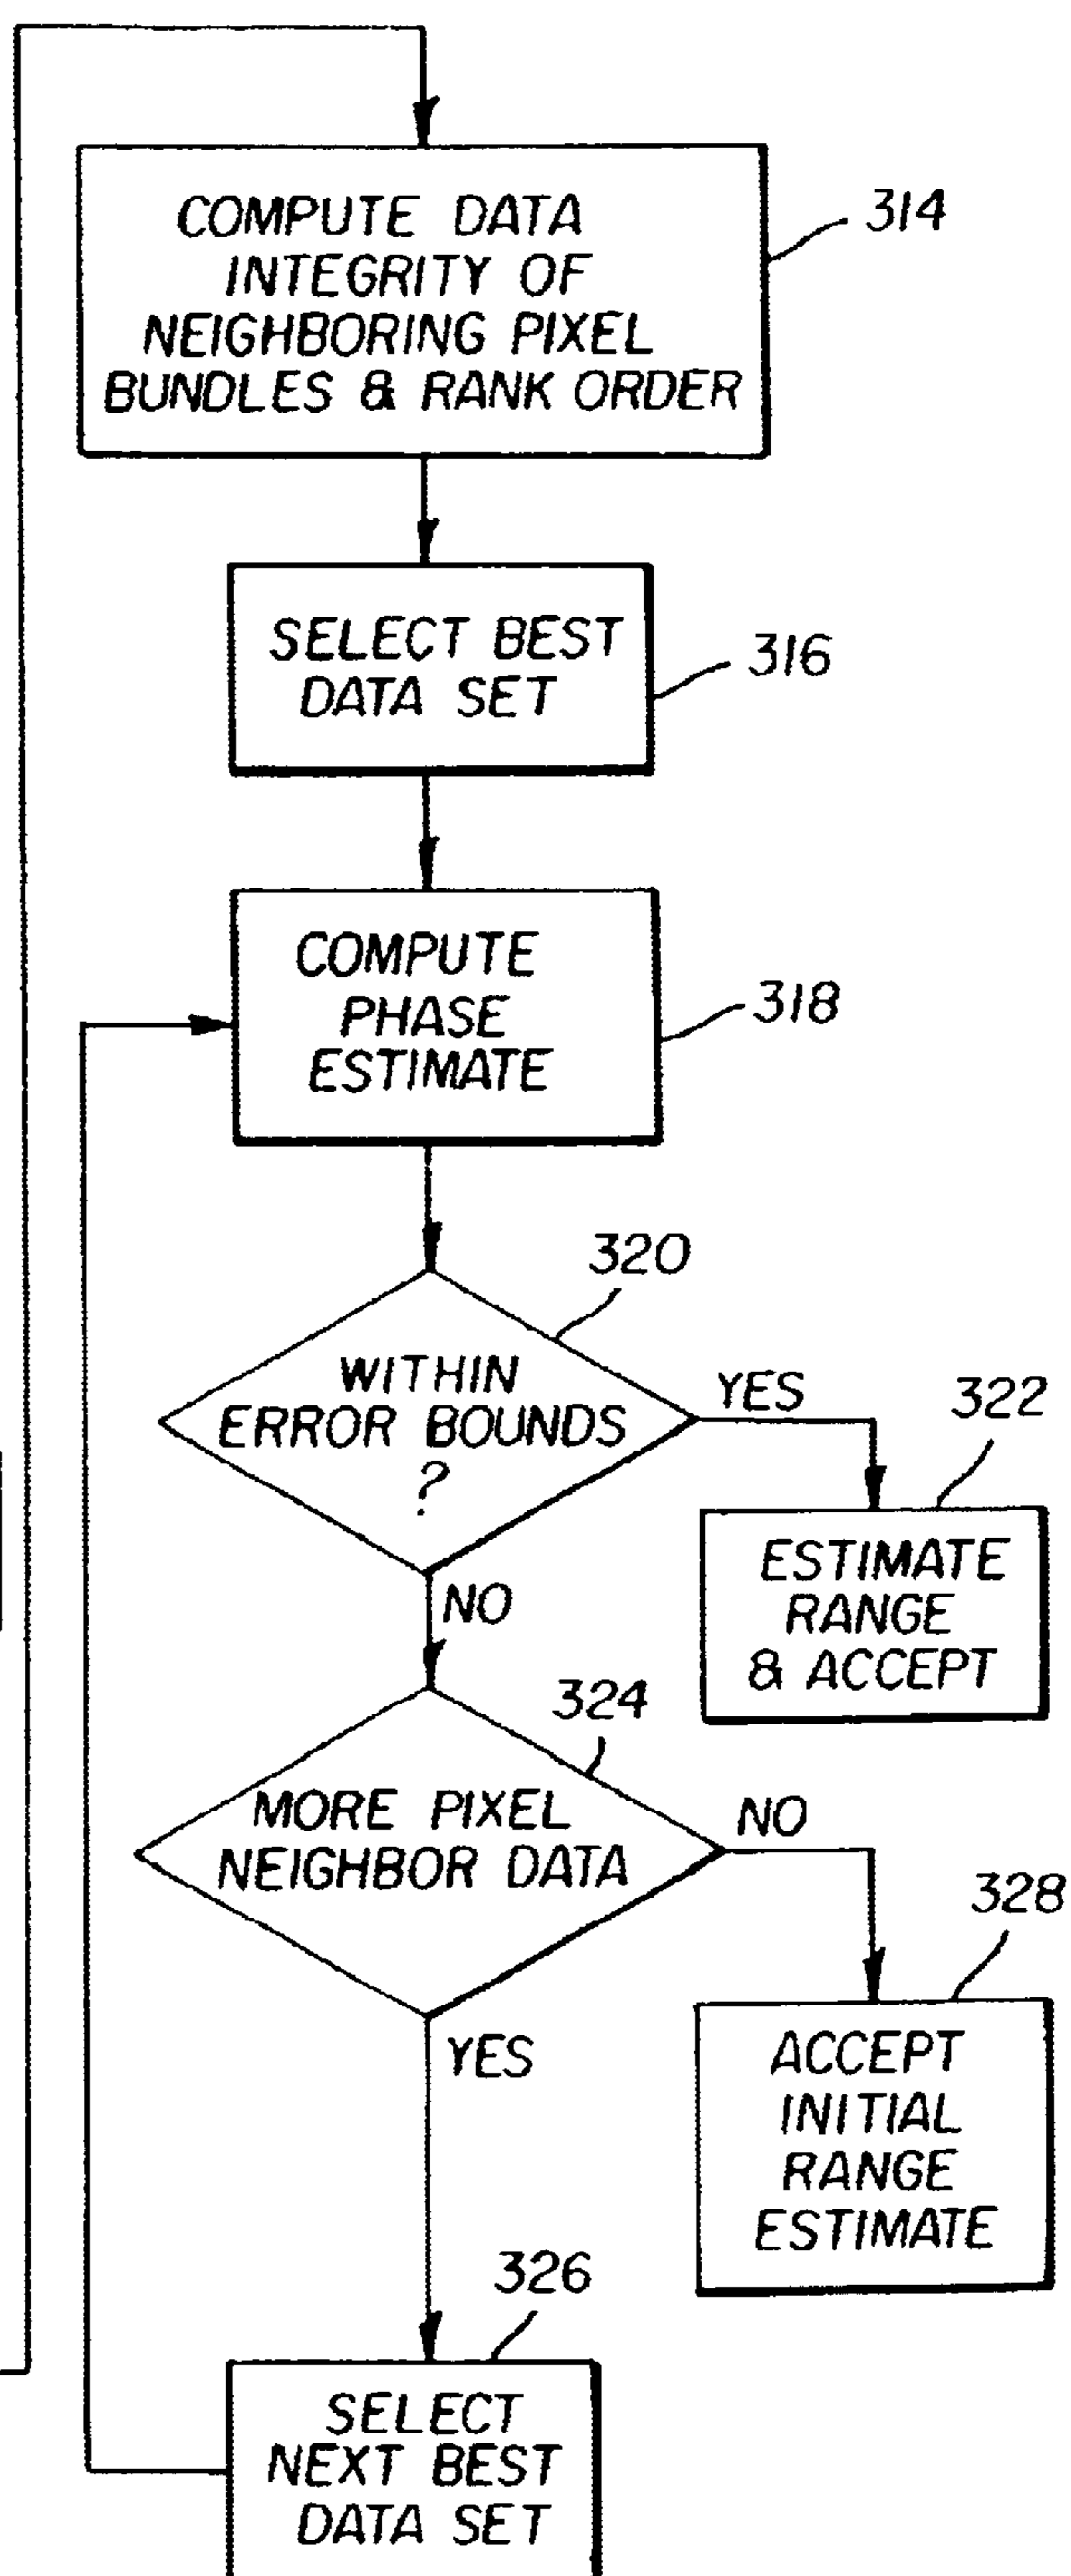 COMPUTE DATA
INTEGRITY OF
NEIGHBORING PIXEL
BUNDLES & RANK ORDER
314
SELECT BEST
DATA SET
316
COMPUTE
PHASE
ESTIMATE
318
320
WITHIN
ERROR BOUNDS
?
YES
322
ESTIMATE
RANGE
& ACCEPT
NO
324
MORE PIXEL
NEIGHBOR DATA
NO
328
ACCEPT
INITIAL
RANGE
ESTIMATE
YES
326
SELECT
NEXT BEST
DATA SET